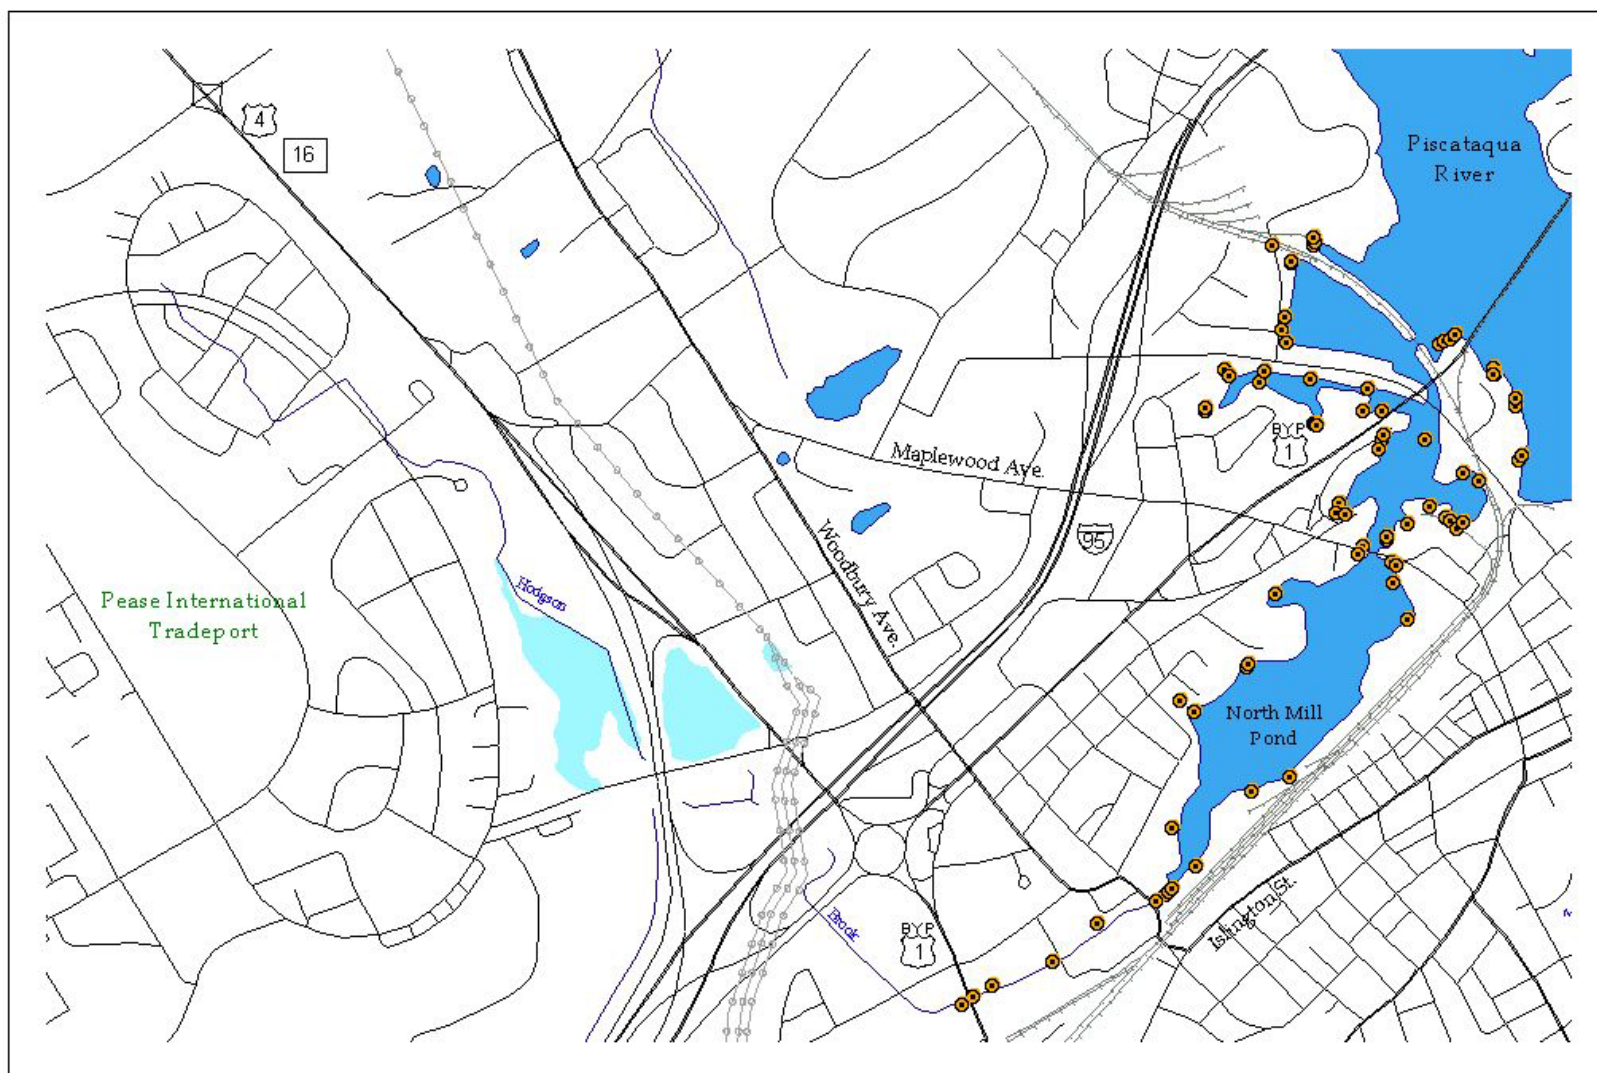 4
16
Piscataqua
River
BYP
1
Maplewood Ave.
95
Woodbury Ave.
Hodgson
Pease International
Tradeport
North Mill
Pond
Islington St.
Brook
BYP
1